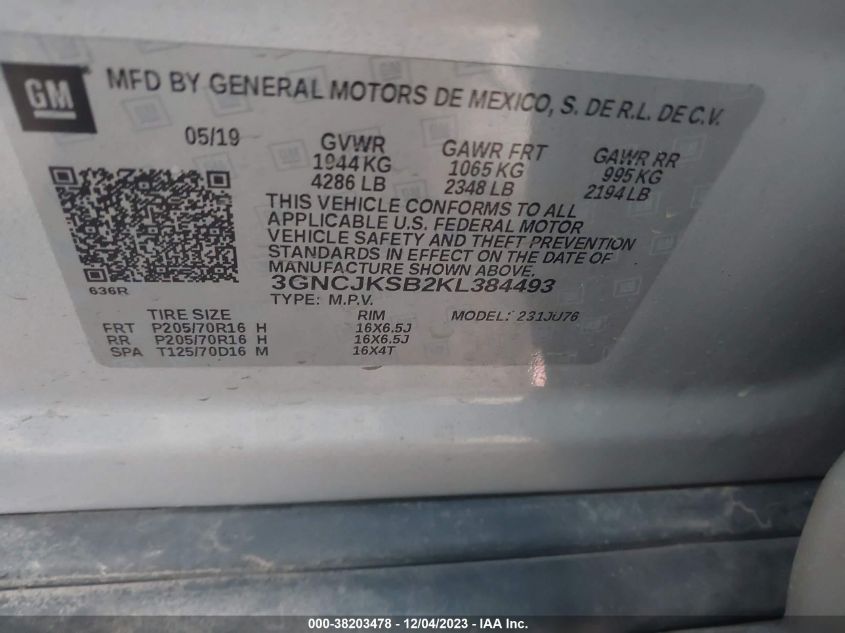 GM MFD BY GENERAL MOTORS DE MEXICO, S. DE R.L. DE C.V.
05/19 GVWR GAWR FRT GAWR RR
1944 KG 1065 KG 995 KG
4286 LB 2348 LB 2194 LB
THIS VEHICLE CONFORMS TO ALL
APPLICABLE U.S. FEDERAL MOTOR
VEHICLE SAFETY AND THEFT PREVENTION
STANDARDS IN EFFECT ON THE DATE OF
MANUFACTURE SHOWN ABOVE.
636R 3GNCJKSB2KL384493
TYPE: M.P.V. MODEL: 231JU76
TIRE SIZE RIM
FRT P205/70R16 H 16X6.5J
RR P205/70R16 H 16X6.5J
SPA T125/70D16 M 16X4T
000-38203478 - 12/04/2023 - IAA Inc.